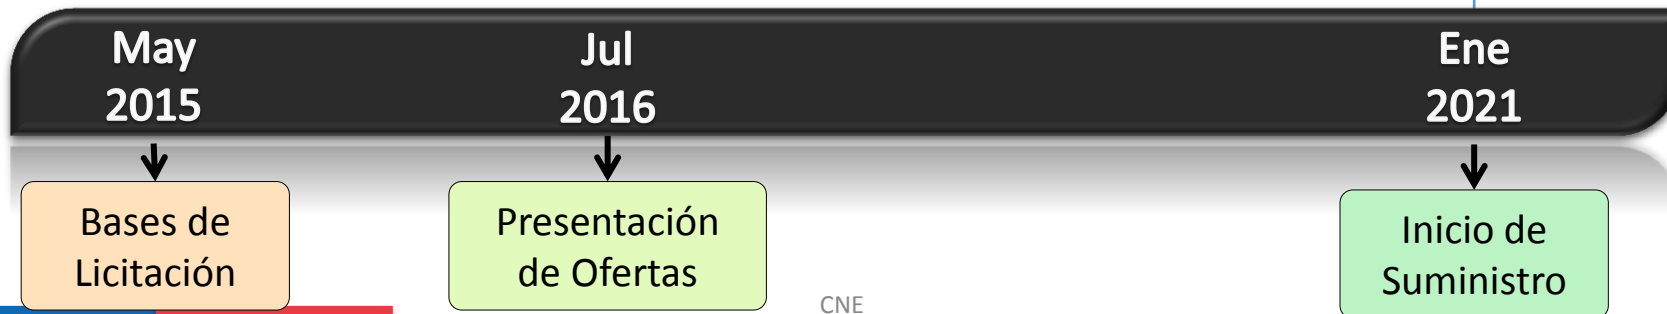 May
2015
Jul
2016
Ene
2021
Bases de
Licitación
Presentación
de Ofertas
Inicio de
Suministro
CNE